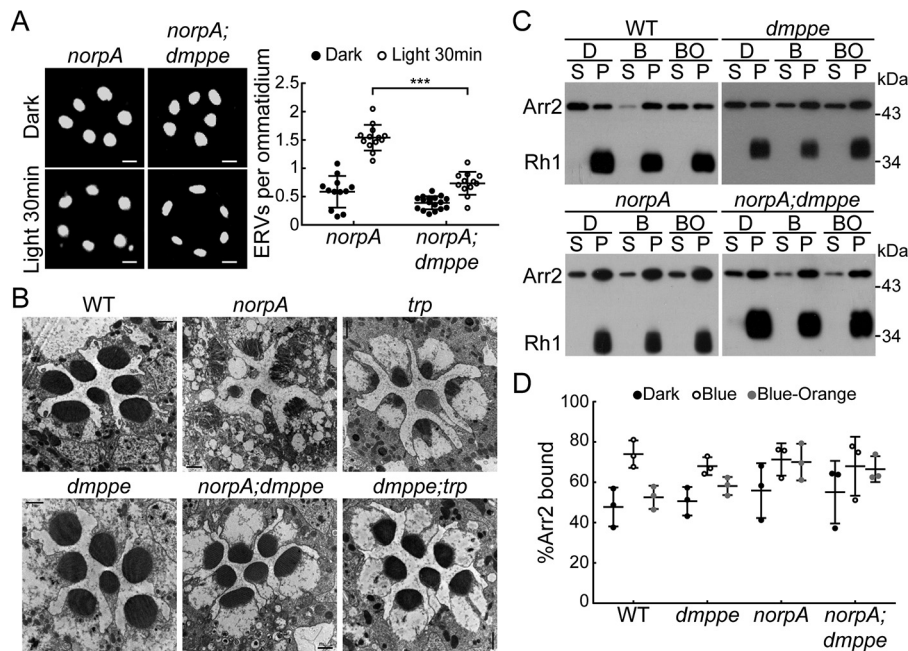 A
norpA
norpA;
dmppe
Dark
Light 30min
Dark
Light 30min
ERVs per ommatidium
2.5
2
1.5
1
0.5
0
***
norpA
norpA;
dmppe
B
WT
norpA
trp
dmppe
norpA;dmppe
dmppe;trp
C
WT
dmppe
D B BO D B BO
S P S P S P S P S P S P
kDa
Arr2
-43
Rh1
-34
norpA
norpA;dmppe
D B BO D B BO
S P S P S P S P S P S P
kDa
Arr2
-43
Rh1
-34
D
Dark Blue Blue-Orange
%Arr2 bound
100
80
60
40
20
0
WT
dmppe
norpA
norpA;
dmppe